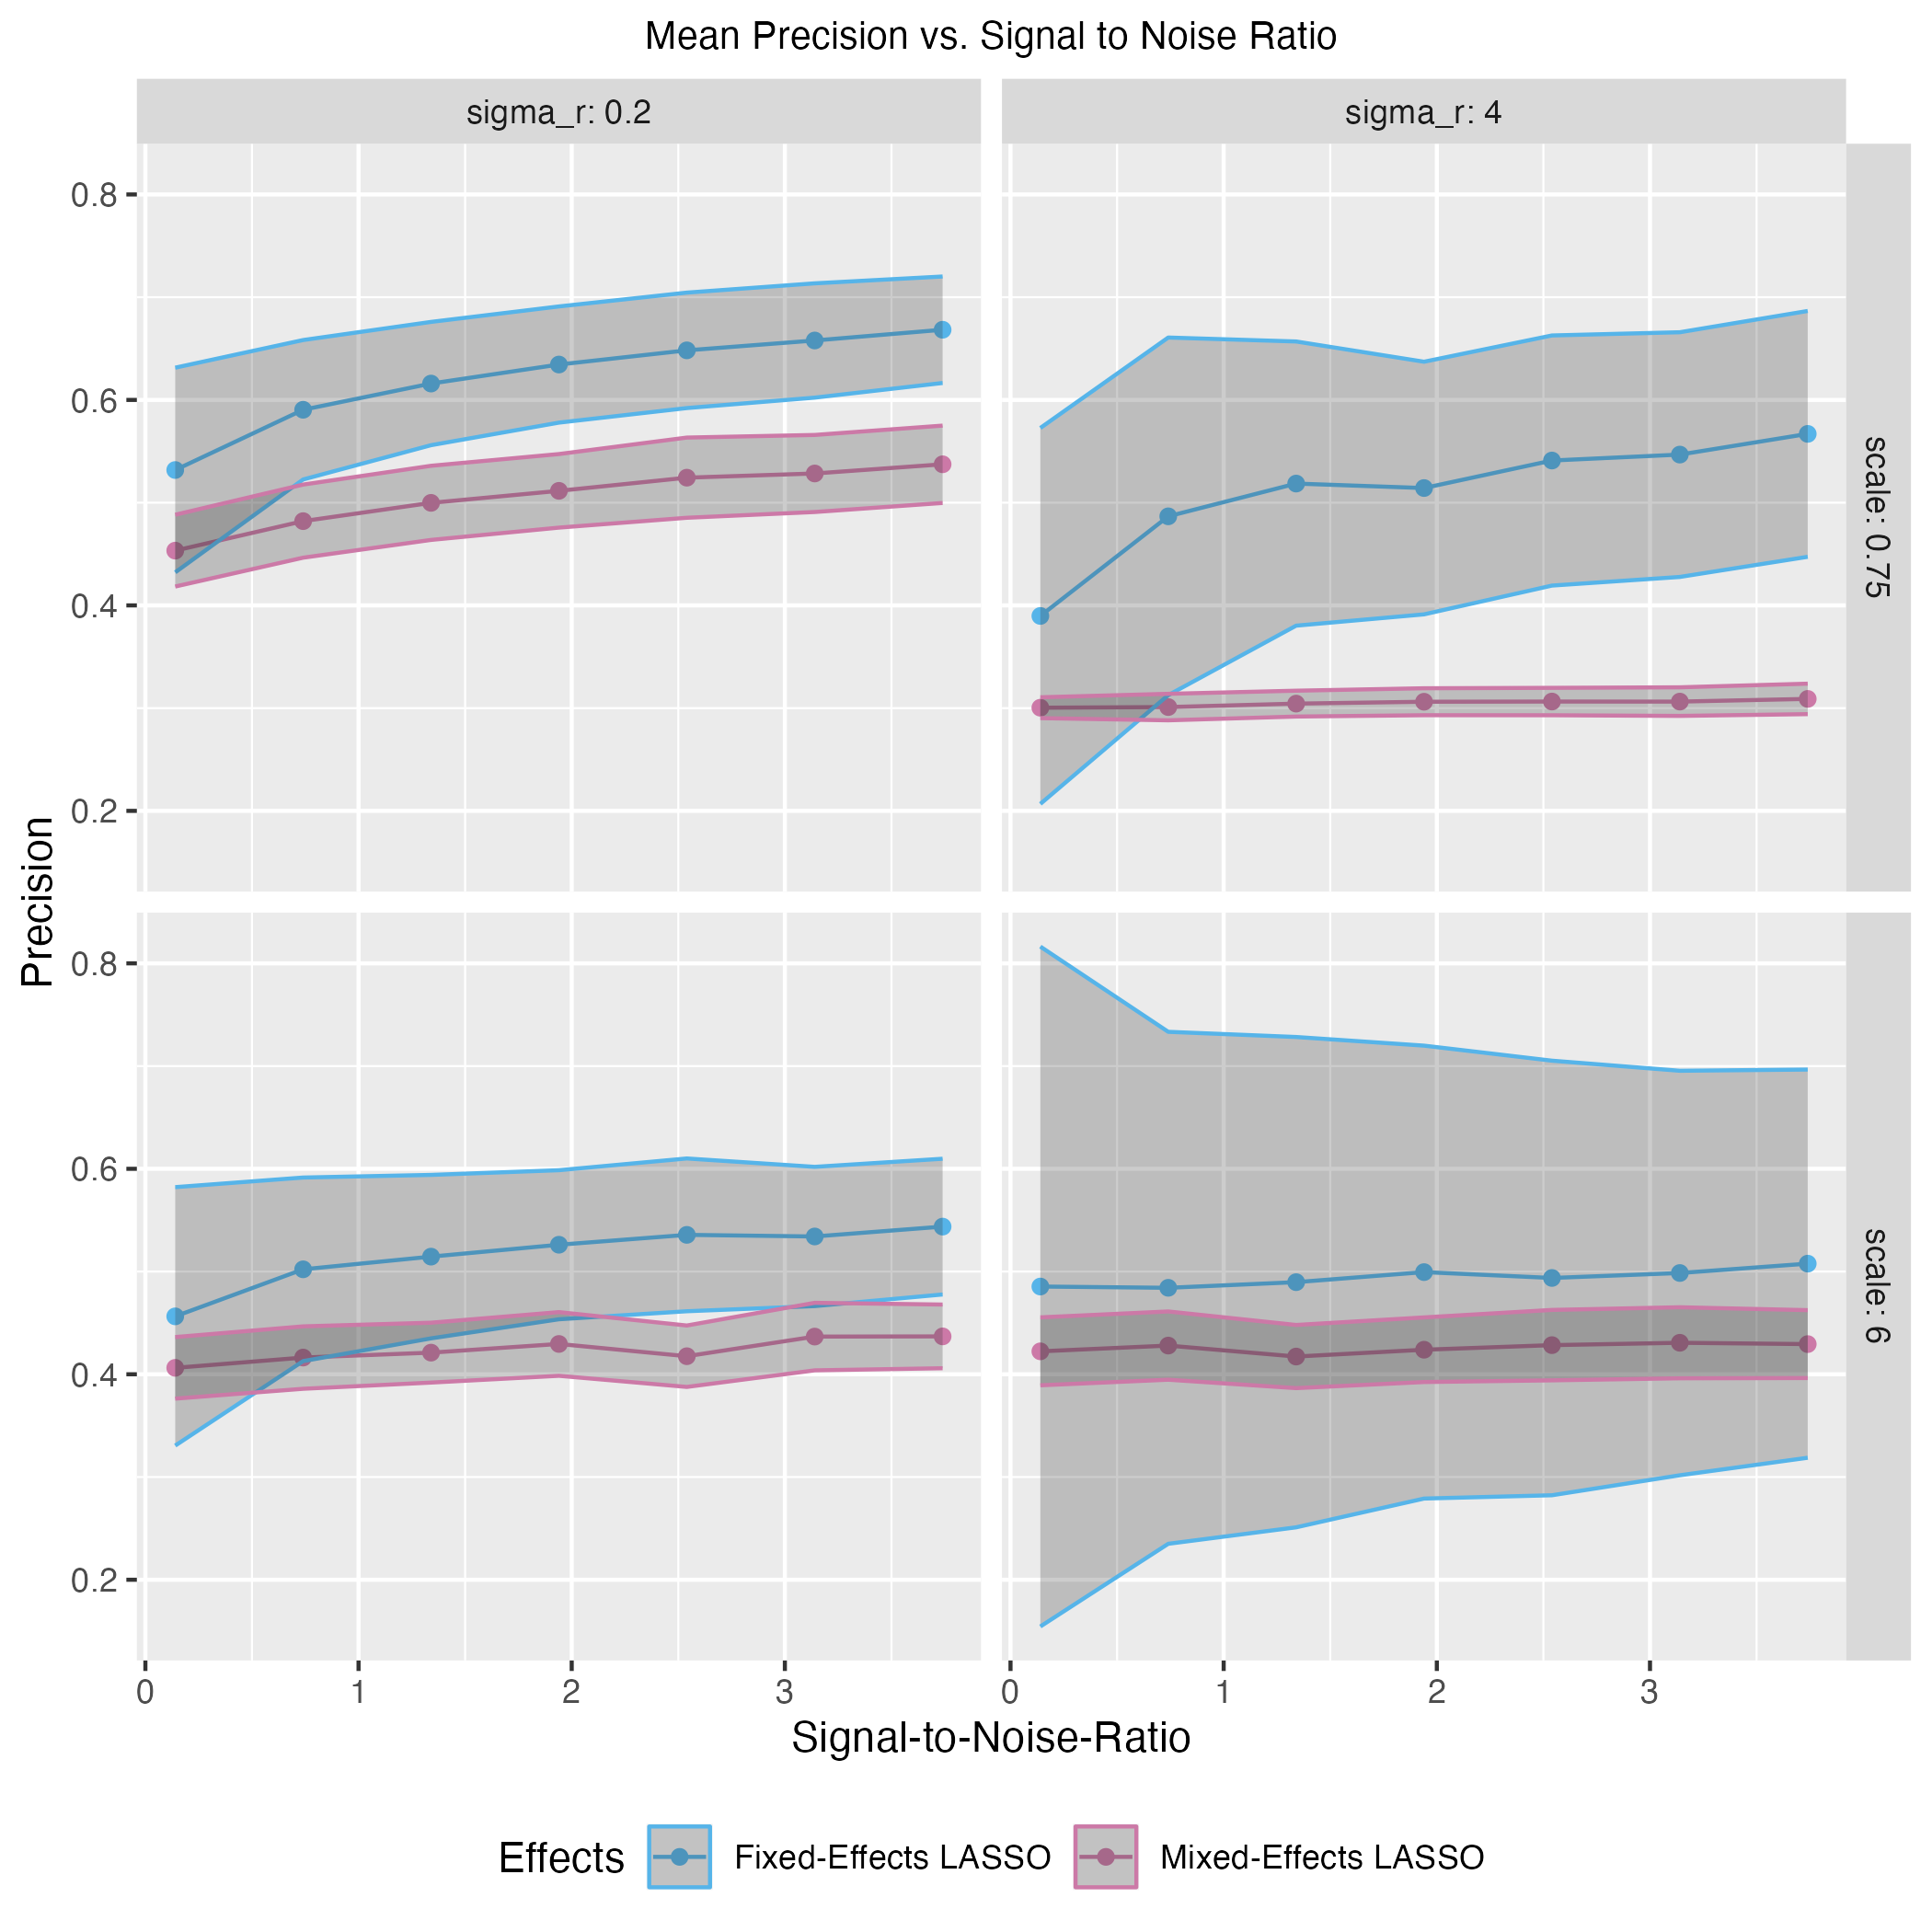 Mean Precision vs. Signal to Noise Ratio
sigma_r: 0.2
sigma_r: 4
0.8
0.6
0.4
0.2
scale: 0.75
Precision
0.8
0.6
0.4
0.2
scale: 6
0 1 2 3
0 1 2 3
Signal-to-Noise-Ratio
Effects Fixed-Effects LASSO Mixed-Effects LASSO